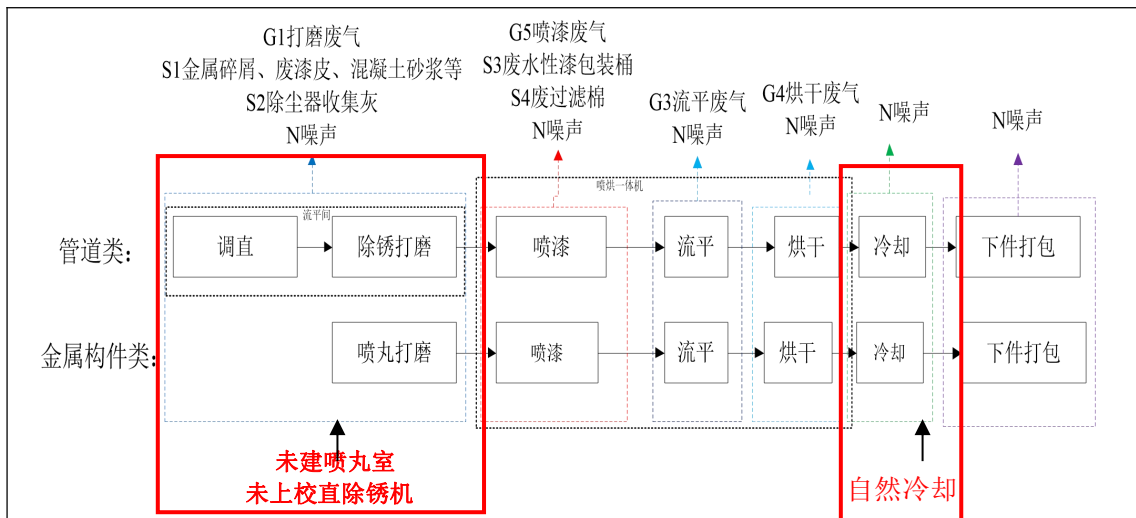 G1打磨废气
S1金属碎屑、废漆皮、混凝土砂浆等
S2除尘器收集灰
N噪声
G5喷漆废气
S3废水性漆包装桶
S4废过滤棉
N噪声
G3流平废气
N噪声
G4烘干废气
N噪声
N噪声
N噪声
喷烘一体机
流平间
管道类：
调直
除锈打磨
喷漆
流平
烘干
冷却
下件打包
金属构件类：
喷丸打磨
喷漆
流平
烘干
冷却
下件打包
未建喷丸室
未上校直除锈机
自然冷却